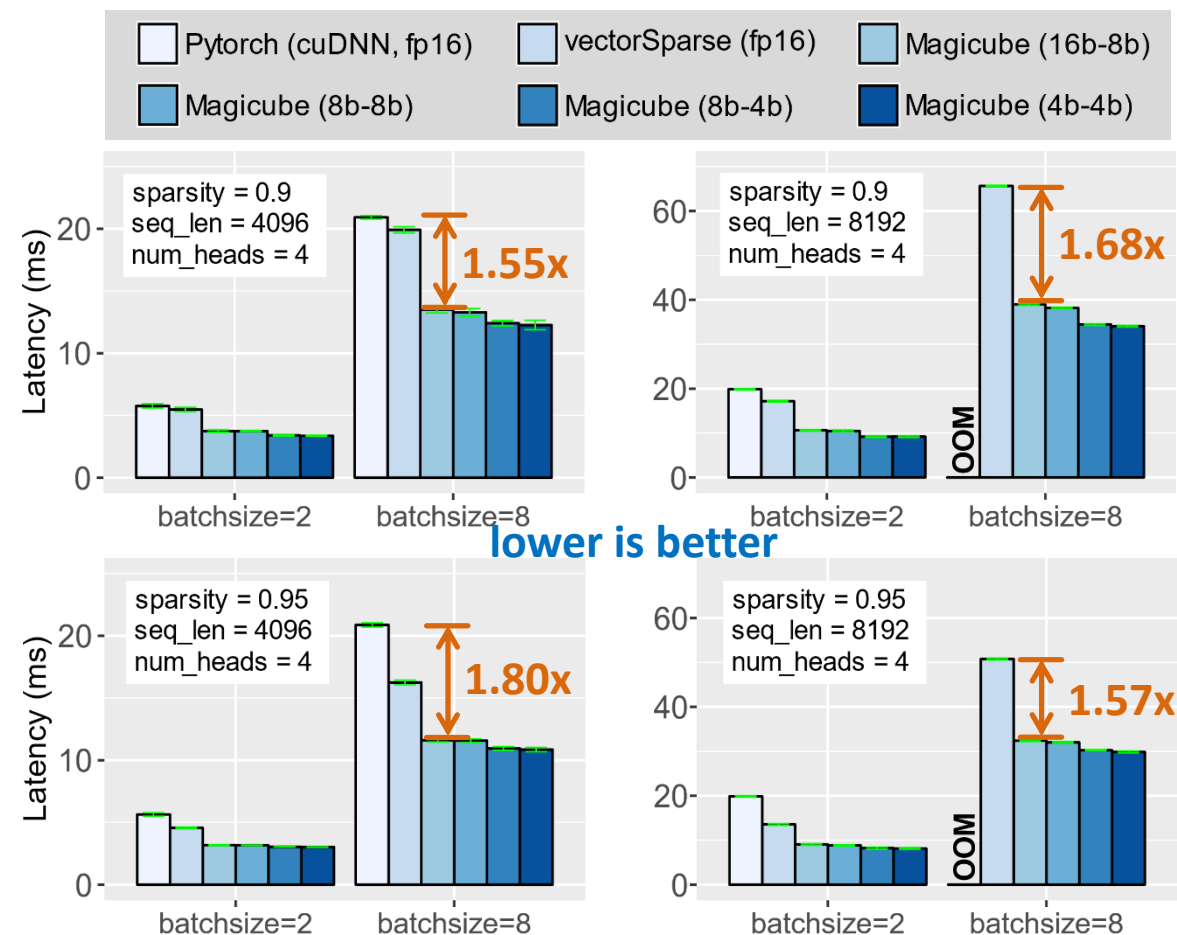 Pytorch (cuDNN, fp16) vectorSparse (fp16) Magicube (16b-8b)
Magicube (8b-8b) Magicube (8b-4b) Magicube (4b-4b)
Latency (ms)
20
10
0
sparsity = 0.9
seq_len = 4096
num_heads = 4
1.55x
batchsize=2 batchsize=8
60
40
20
0
sparsity = 0.9
seq_len = 8192
num_heads = 4
1.68x
OOM
batchsize=2 batchsize=8
lower is better
Latency (ms)
20
10
0
sparsity = 0.95
seq_len = 4096
num_heads = 4
1.80x
batchsize=2 batchsize=8
60
40
20
0
sparsity = 0.95
seq_len = 8192
num_heads = 4
1.57x
OOM
batchsize=2 batchsize=8